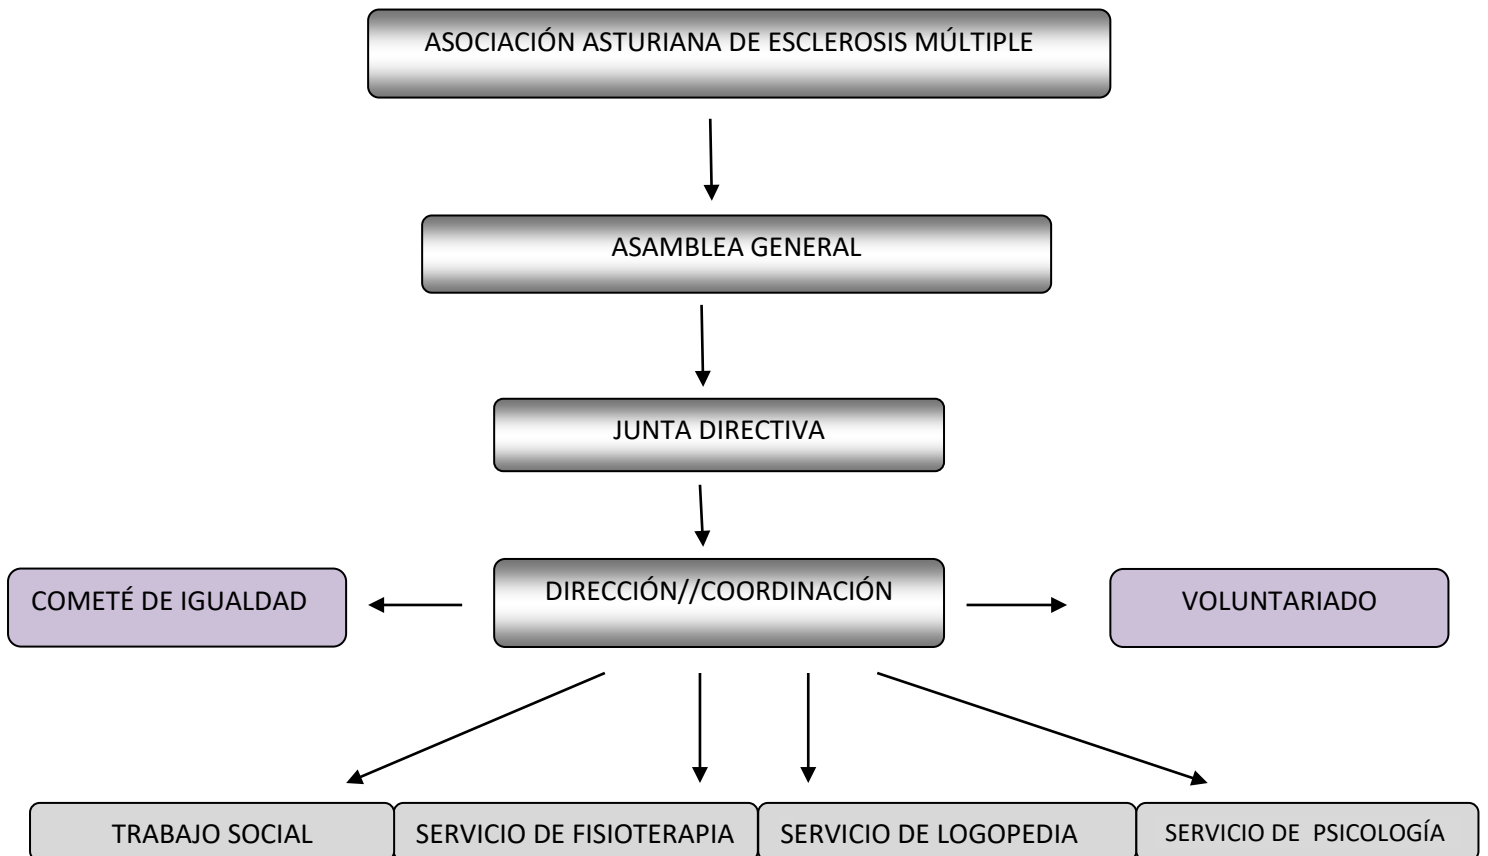 ASOCIACIÓN ASTURIANA DE ESCLEROSIS MÚLTIPLE
ASAMBLEA GENERAL
JUNTA DIRECTIVA
COMETÉ DE IGUALDAD
DIRECCIÓN//COORDINACIÓN
VOLUNTARIADO
TRABAJO SOCIAL
SERVICIO DE FISIOTERAPIA
SERVICIO DE LOGOPEDIA
SERVICIO DE PSICOLOGÍA